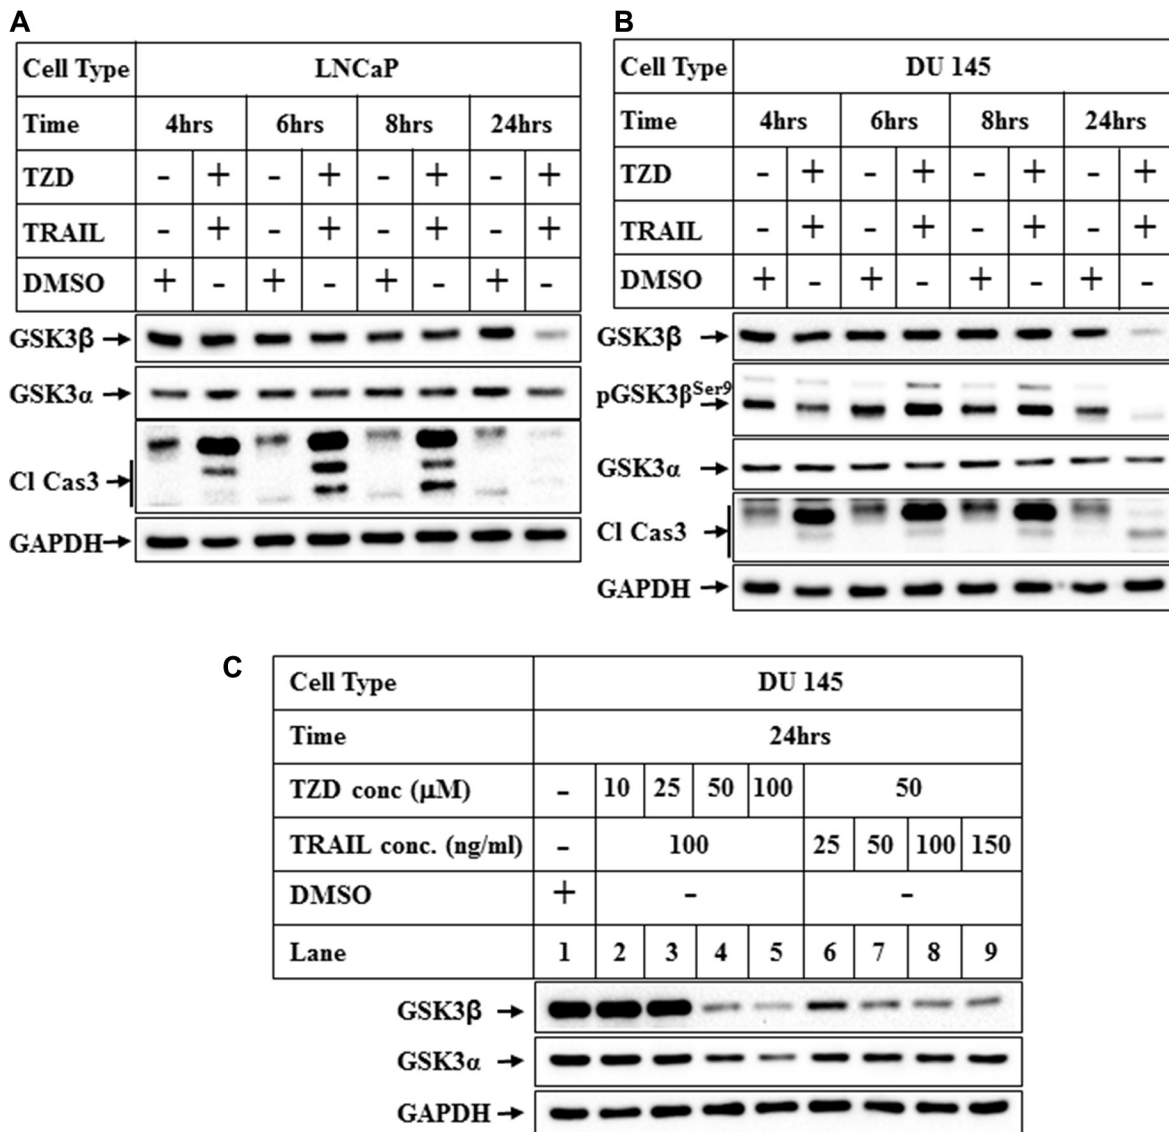 A
Cell Type LNCaP
Time 4hrs 6hrs 8hrs 24hrs
TZD - + - + - + - +
TRAIL - + - + - + - +
DMSO + - + - + - + -
GSK3β
GSK3α
Cl Cas3
GAPDH
B
Cell Type DU 145
Time 4hrs 6hrs 8hrs 24hrs
TZD - + - + - + - +
TRAIL - + - + - + - +
DMSO + - + - + - + -
GSK3β
pGSK3βSer9
GSK3α
Cl Cas3
GAPDH
C
Cell Type DU 145
Time 24hrs
TZD conc (μM) - 10 25 50 100 50
TRAIL conc. (ng/ml) - 100 25 50 100 150
DMSO + - -
Lane 1 2 3 4 5 6 7 8 9
GSK3β
GSK3α
GAPDH